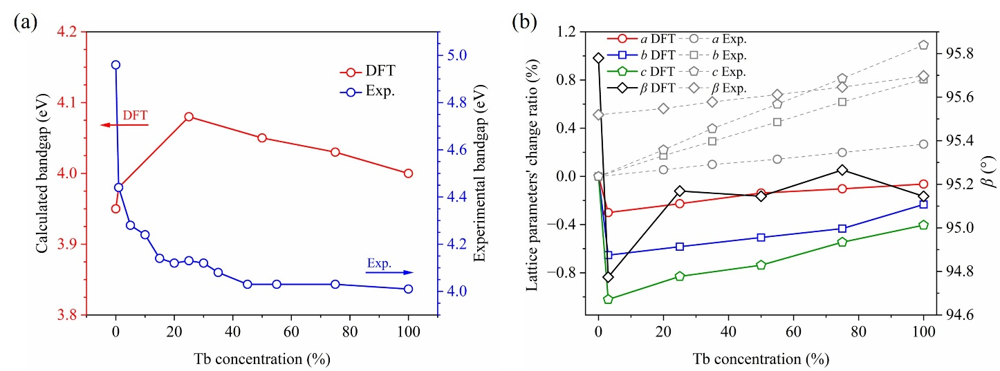 (a)
4.2
4.1
4.0
3.9
3.8
Calculated bandgap (eV)
DFT
Exp.
DFT
Exp.
5.0
4.8
4.6
4.4
4.2
4.0
Experimental bandgap (eV)
0 20 40 60 80 100
Tb concentration (%)
(b)
1.2
0.8
0.4
0.0
−0.4
−0.8
Lattice parameters' change ratio (%)
a DFT a Exp.
b DFT b Exp.
c DFT c Exp.
β DFT β Exp.
95.8
95.6
95.4
95.2
95.0
94.8
94.6
β (°)
0 20 40 60 80 100
Tb concentration (%)